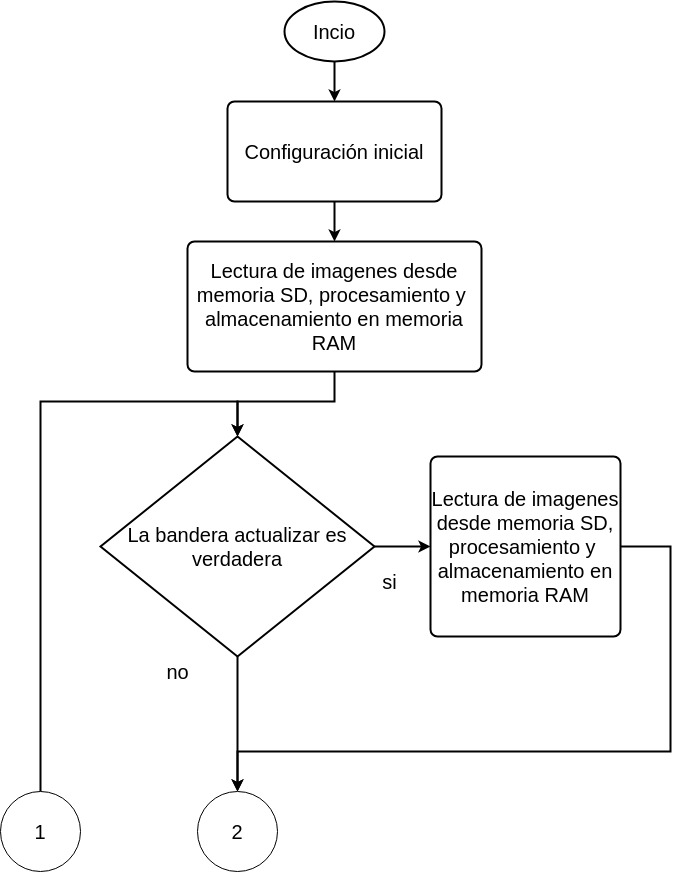 Incio
Configuración inicial
Lectura de imagenes desde
memoria SD, procesamiento y
almacenamiento en memoria
RAM
La bandera actualizar es
verdadera
si
Lectura de imagenes
desde memoria SD,
procesamiento y
almacenamiento en
memoria RAM
no
1
2